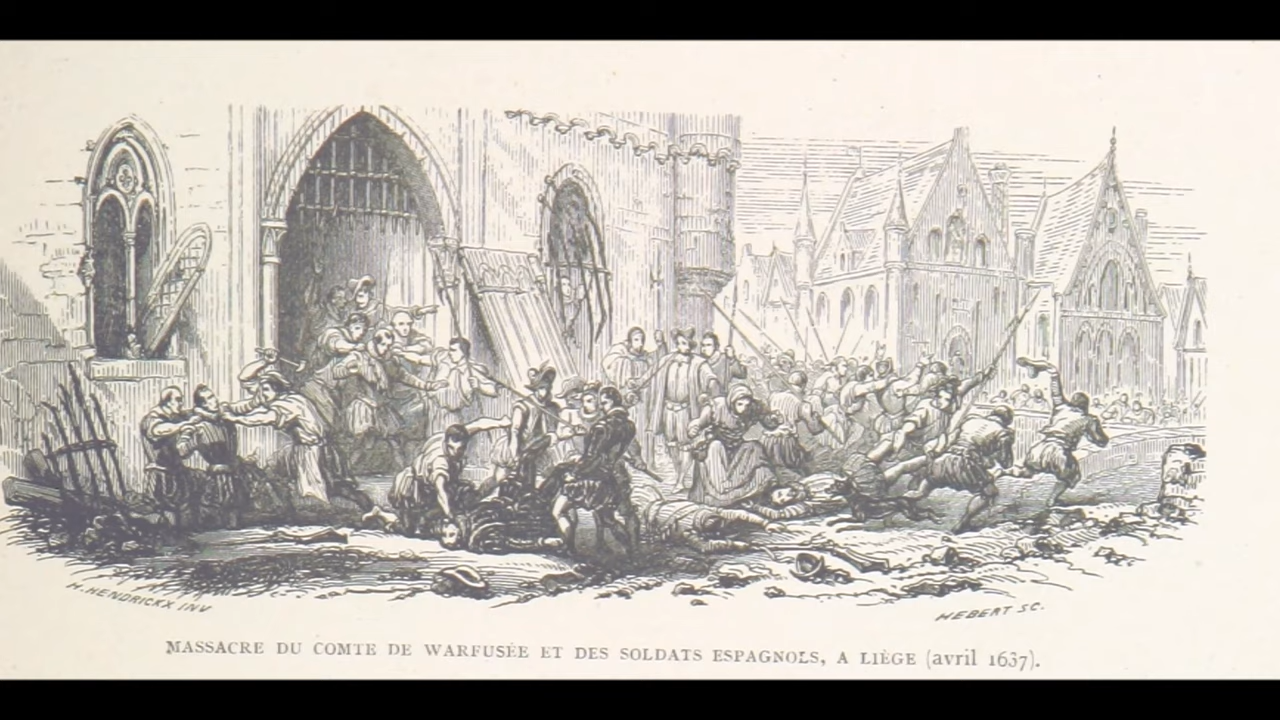 H. HENDRICKX INV
HEBERT SC.
MASSACRE DU COMTE DE WARFUSÉE ET DES SOLDATS ESPAGNOLS, A LIÈGE (avril 1637).